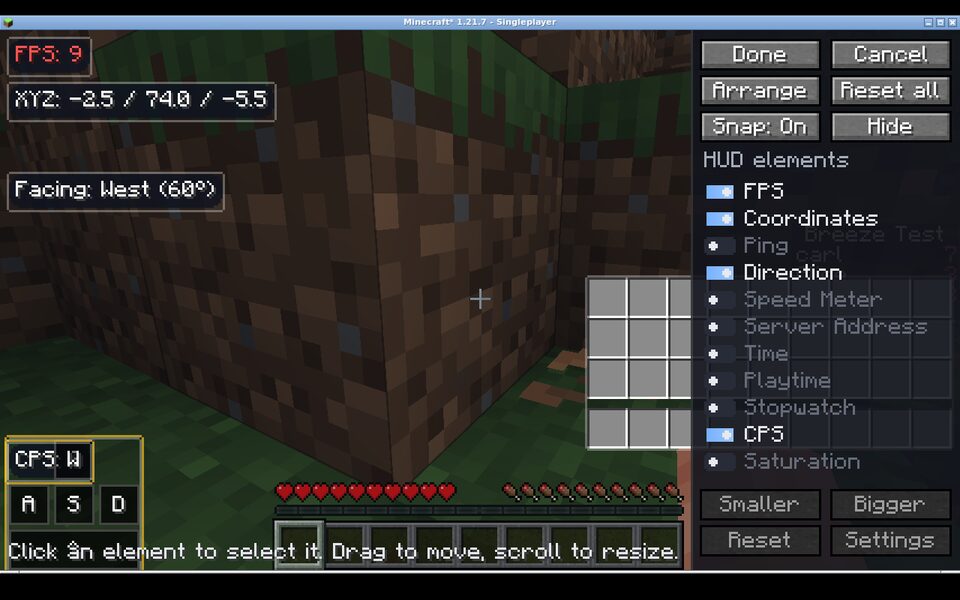 Minecraft* 1.21.7 - Singleplayer
FPS: 9
XYZ: -2.5 / 74.0 / -5.5
Facing: West (60°)
CPS W
A S D
Click an element to select it. Drag to move, scroll to resize.
Done Cancel
Arrange Reset all
Snap: On Hide
HUD elements
FPS
Coordinates
Breeze Test
Ping
carl
Direction
Speed Meter
Server Address
Time
Playtime
Stopwatch
CPS
Saturation
Smaller Bigger
Reset Settings